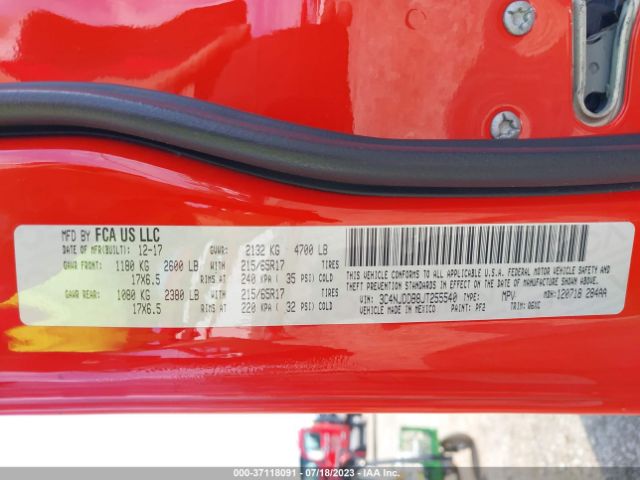 MFD BY FCA US LLC
DATE OF MFR(BUILT): 12-17 GVWR: 2132 KG 4700 LB
GAWR FRONT: 1180 KG 2600 LB WITH 215/65R17 TIRES
17X6.5 RIMS AT 240 KPA ( 35 PSI) COLD
GAWR REAR: 1080 KG 2380 LB WITH 215/65R17 TIRES
17X6.5 RIMS AT 220 KPA ( 32 PSI) COLD
THIS VEHICLE CONFORMS TO ALL APPLICABLE U.S. FEDERAL MOTOR VEHICLE SAFETY,
THEFT PREVENTION STANDARDS IN EFFECT ON THE DATE OF MANUFACTURE SHOWN ABOVE.
VIN: 3C4NJDDB8JT255540 TYPE: MPV MDH:120718 284AA
VEHICLE MADE IN MEXICO PAINT: PF2 TRIM:
000-37118091 - 07/18/2023 - IAA Inc.